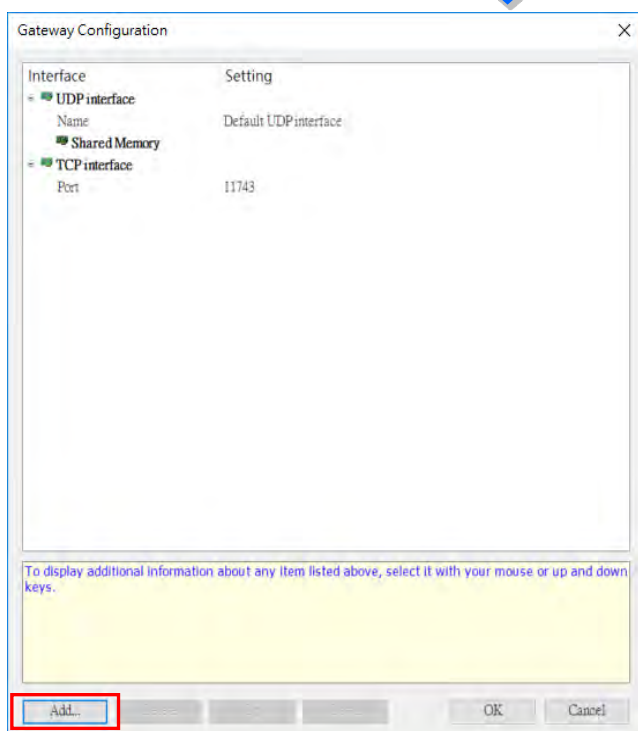 Gateway Configuration
Interface Setting
UDP interface
Name Default UDP interface
Shared Memory
TCP interface
Port 11743
To display additional information about any item listed above, select it with your mouse or up and down
keys.
Add... OK Cancel